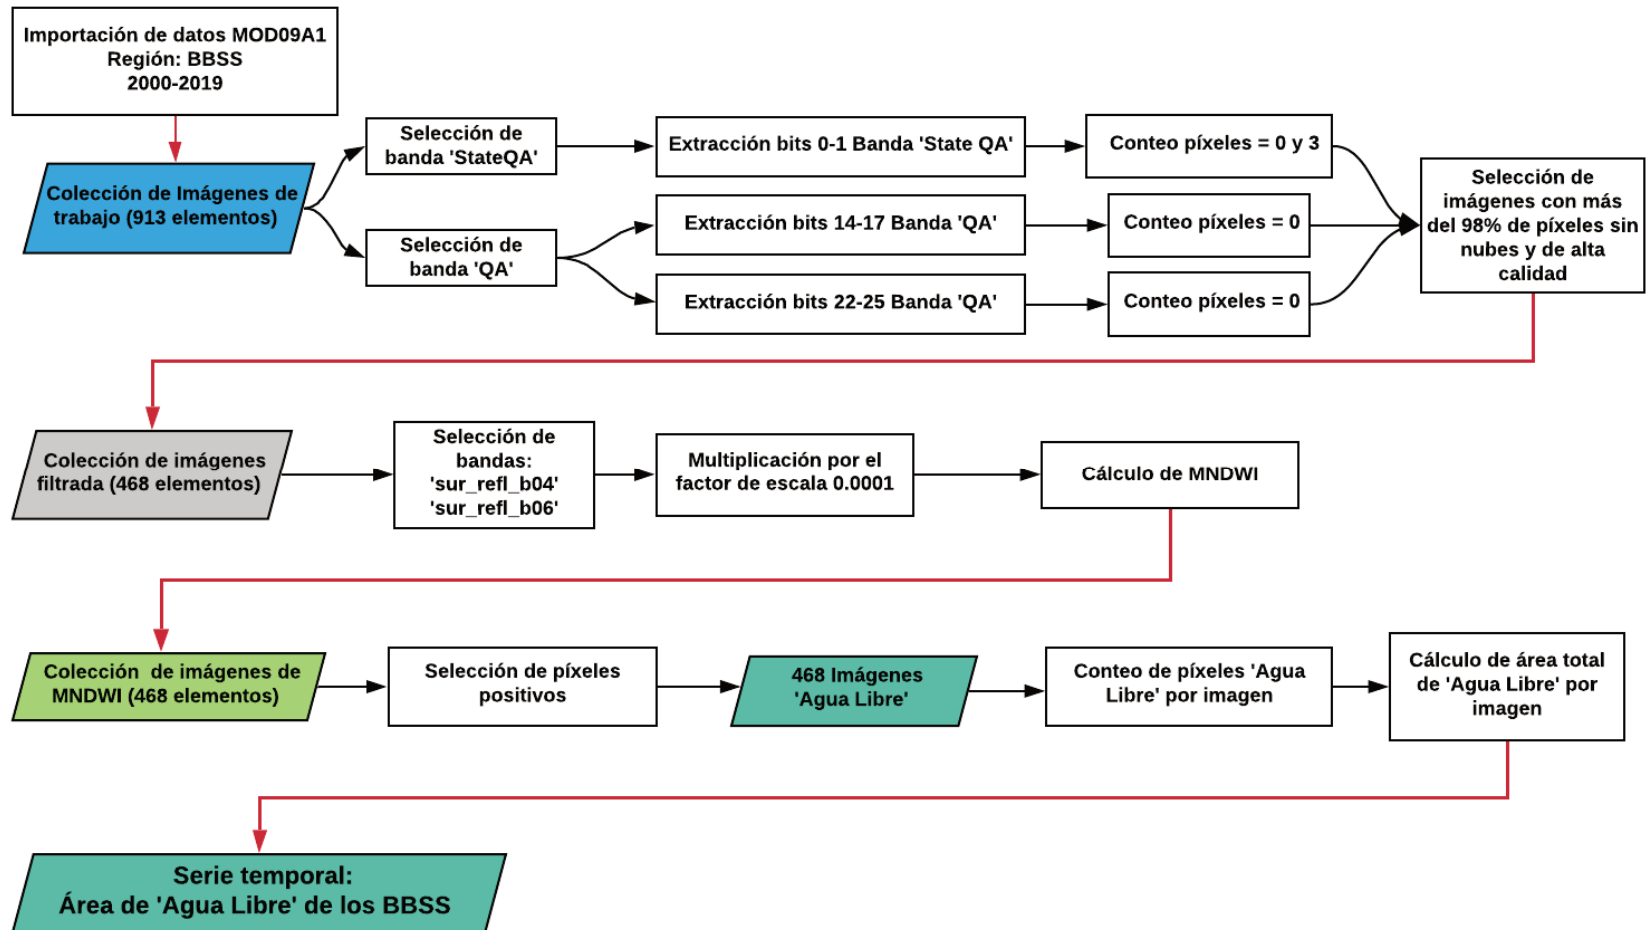 Importación de datos MOD09A1
Región: BBSS
2000-2019
Colección de Imágenes de
trabajo (913 elementos)
Selección de
banda 'StateQA'
Extracción bits 0-1 Banda 'State QA'
Conteo píxeles = 0 y 3
Selección de
banda 'QA'
Extracción bits 14-17 Banda 'QA'
Conteo píxeles = 0
Extracción bits 22-25 Banda 'QA'
Conteo píxeles = 0
Selección de
imágenes con más
del 98% de píxeles sin
nubes y de alta
calidad
Colección de imágenes
filtrada (468 elementos)
Selección de
bandas:
'sur_refl_b04'
'sur_refl_b06'
Multiplicación por el
factor de escala 0.0001
Cálculo de MNDWI
Colección de imágenes de
MNDWI (468 elementos)
Selección de píxeles
positivos
468 Imágenes
'Agua Libre'
Conteo de píxeles 'Agua
Libre' por imagen
Cálculo de área total
de 'Agua Libre' por
imagen
Serie temporal:
Área de 'Agua Libre' de los BBSS